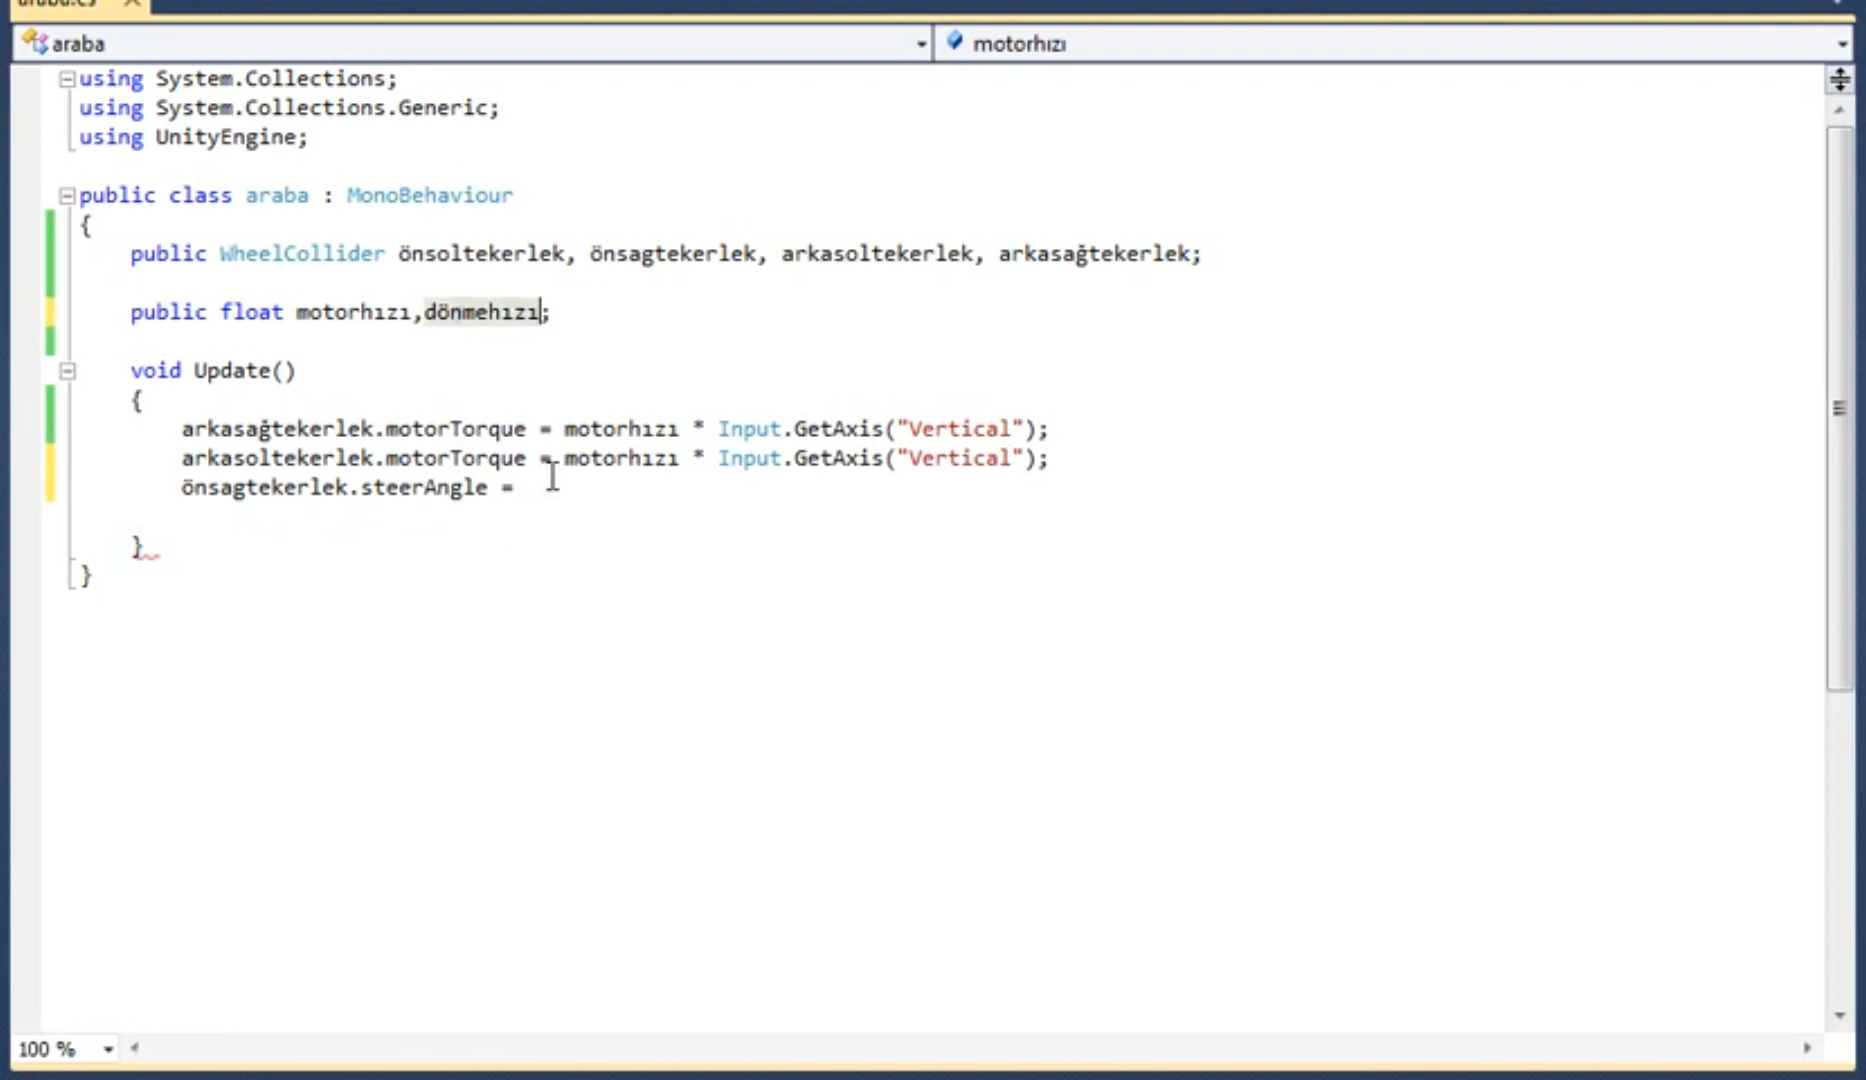 araba.cs
araba
motorhızı
using System.Collections;
using System.Collections.Generic;
using UnityEngine;
public class araba : MonoBehaviour
{
public WheelCollider önsoltekerlek, önsagtekerlek, arkasoltekerlek, arkasağtekerlek;
public float motorhızı,dönmehızı;
void Update()
{
arkasağtekerlek.motorTorque = motorhızı * Input.GetAxis("Vertical");
arkasoltekerlek.motorTorque = motorhızı * Input.GetAxis("Vertical");
önsagtekerlek.steerAngle =
}
}
100 %